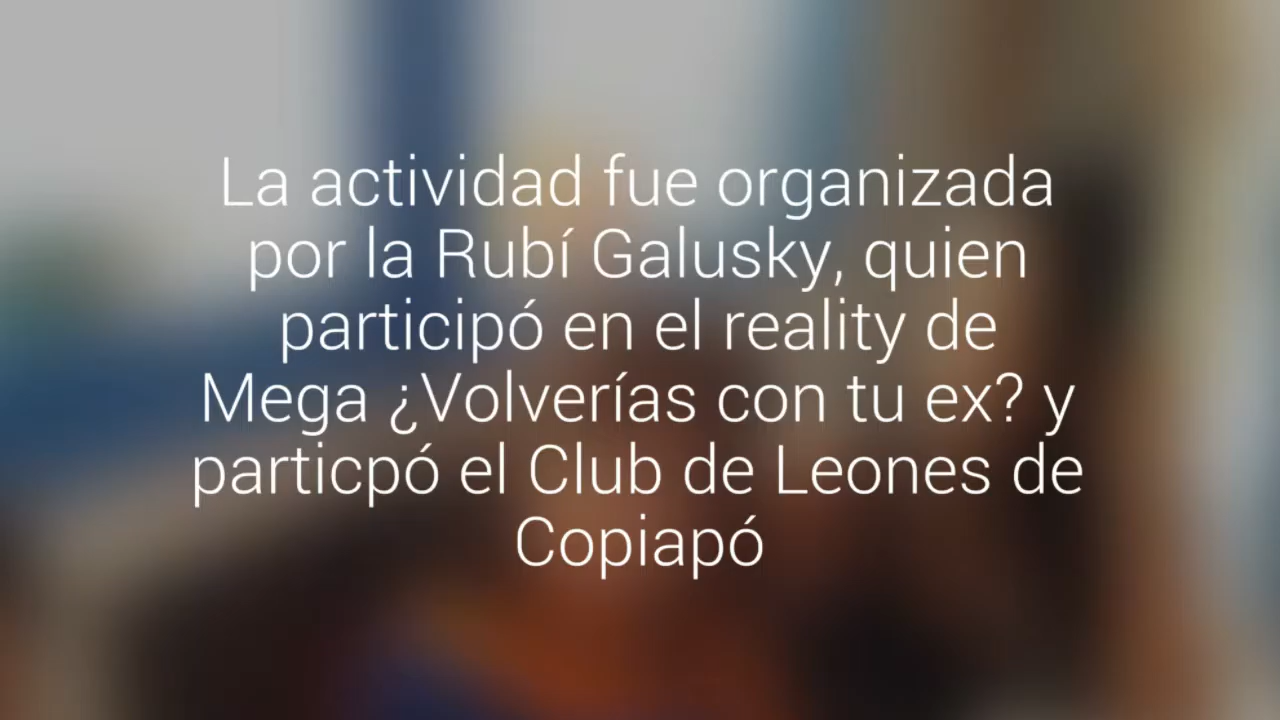 La actividad fue organizada
por la Rubí Galusky, quien
participó en el reality de
Mega ¿Volverías con tu ex? y
particpó el Club de Leones de
Copiapó